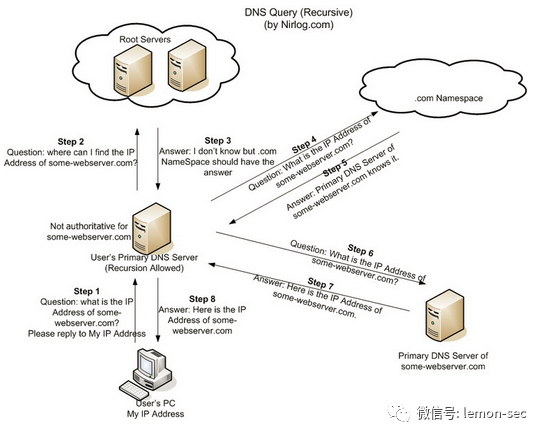 DNS Query (Recursive)
(by Nirlog.com)
Root Servers
.com Namespace
Step 2
Question: where can I find the IP
Address of some-webserver.com?
Step 3
Answer: I don't know but .com
NameSpace should have the
answer
Step 4
Question: What is the IP Address of
some-webserver.com?
Step 5
Answer: Primary DNS Server of
some-webserver.com knows it.
Not authoritative for
some-webserver.com
User's Primary DNS Server
(Recursion Allowed)
Step 6
Question: What is the IP Address of
some-webserver.com?
Step 7
Answer: Here is the IP Address of
some-webserver.com.
Step 1
Question: what is the IP
Address of some-
webserver.com?
Please reply to My IP Address
Step 8
Answer: Here is the IP
Address of some-
webserver.com
Primary DNS Server of
some-webserver.com
User's PC
My IP Address
微信号: lemon-sec